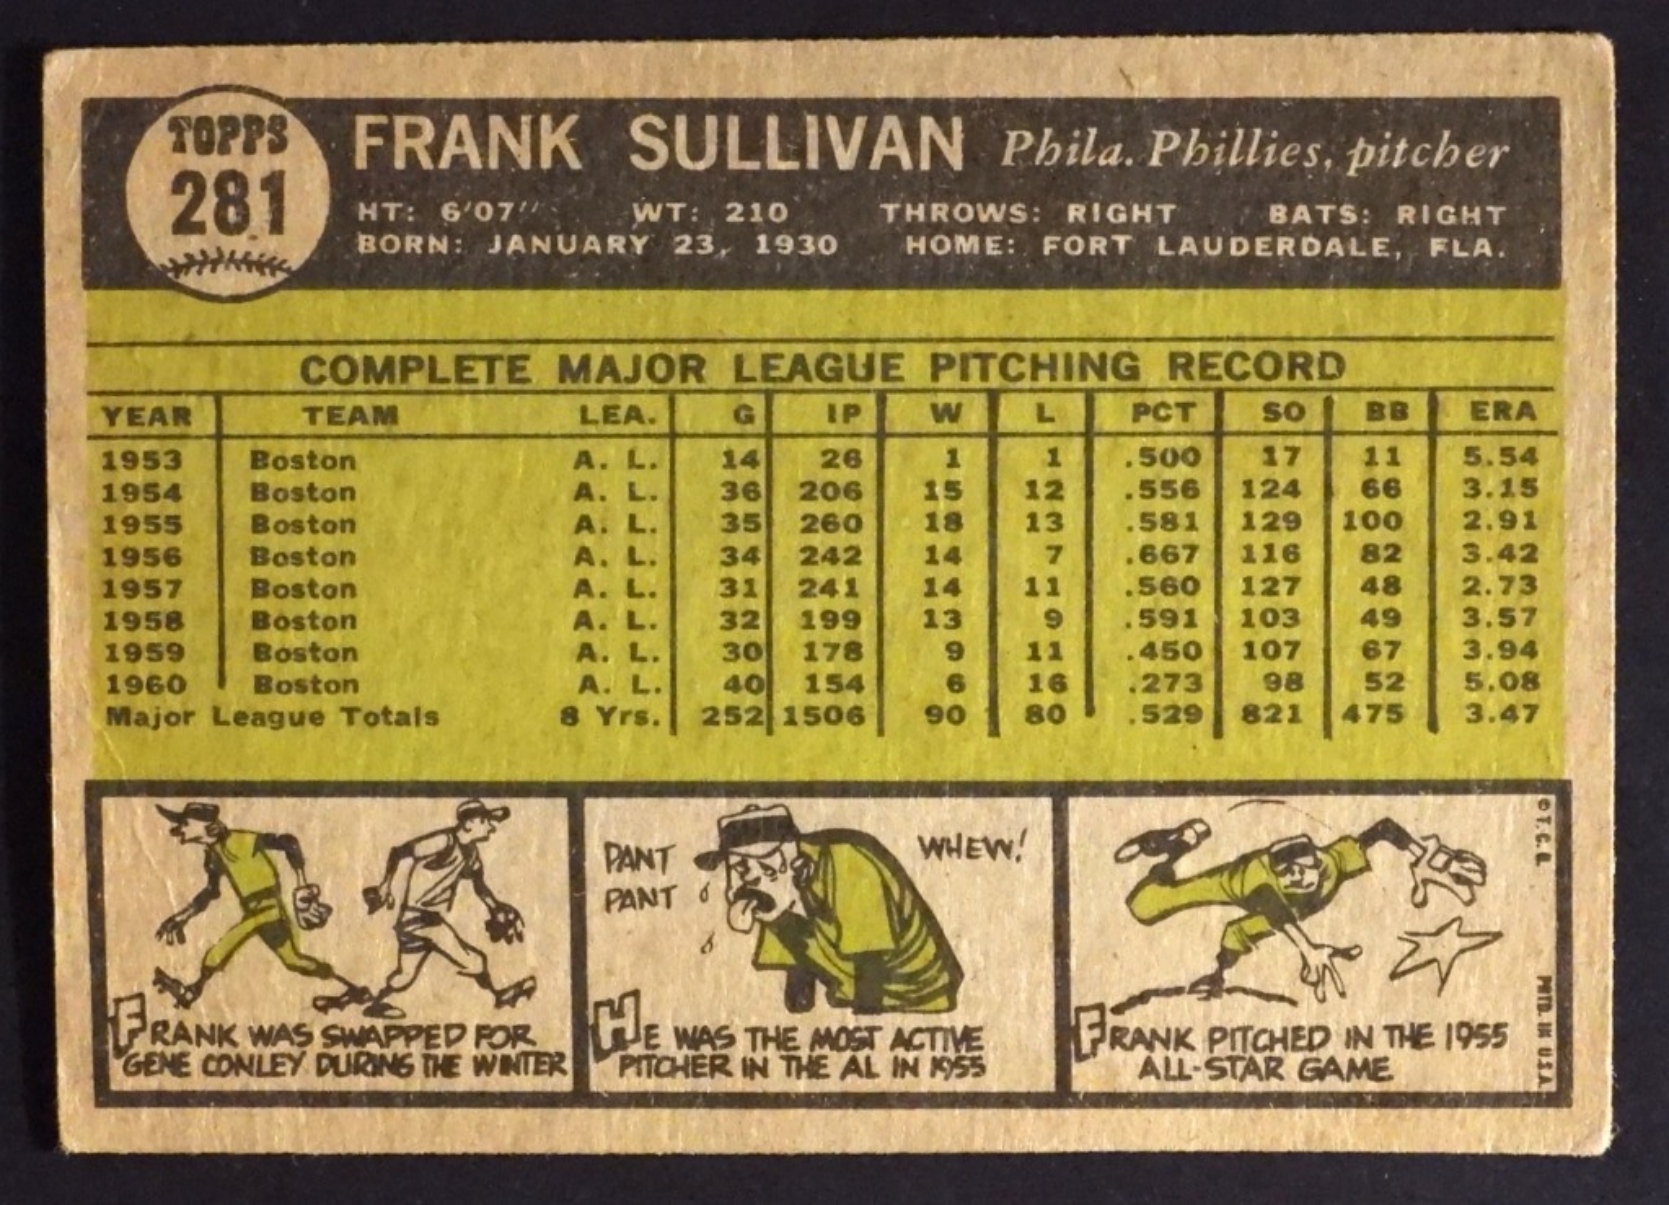 TOPPS
281
FRANK SULLIVAN Phila. Phillies, pitcher
HT: 6'07" WT: 210 THROWS: RIGHT BATS: RIGHT
BORN: JANUARY 23, 1930 HOME: FORT LAUDERDALE, FLA.
COMPLETE MAJOR LEAGUE PITCHING RECORD
YEAR TEAM LEA. G IP W L PCT SO BB ERA
1953 Boston A. L. 14 26 1 1 .500 17 11 5.54
1954 Boston A. L. 36 206 15 12 .556 124 66 3.15
1955 Boston A. L. 35 260 18 13 .581 129 100 2.91
1956 Boston A. L. 34 242 14 7 .667 116 82 3.42
1957 Boston A. L. 31 241 14 11 .560 127 48 2.73
1958 Boston A. L. 32 199 13 9 .591 103 49 3.57
1959 Boston A. L. 30 178 9 11 .450 107 67 3.94
1960 Boston A. L. 40 154 6 16 .273 98 52 5.08
Major League Totals 8 Yrs. 252 1506 90 80 .529 821 475 3.47
FRANK WAS SWAPPED FOR
GENE CONLEY DURING THE WINTER
PANT
PANT
WHEW!
HE WAS THE MOST ACTIVE
PITCHER IN THE AL IN 1955
FRANK PITCHED IN THE 1955
ALL-STAR GAME
© T.C.G.
PRTD. IN U.S.A.